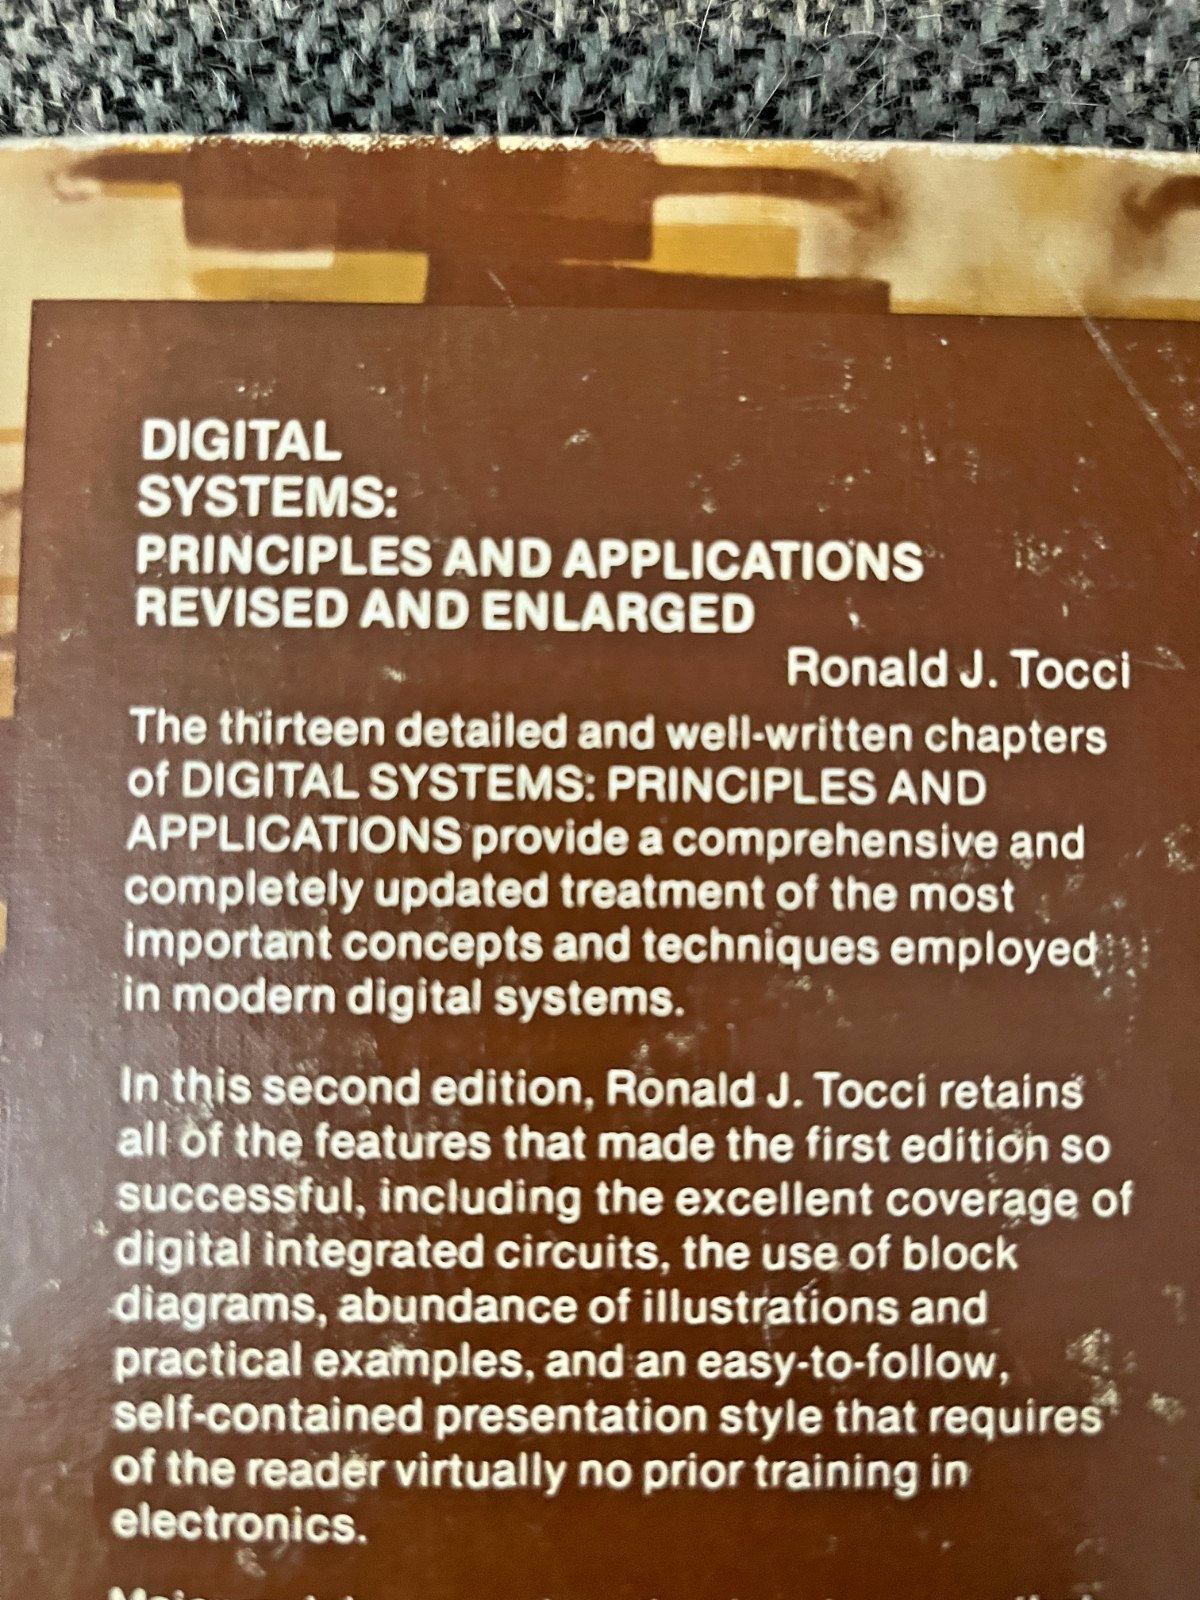 DIGITAL
SYSTEMS:
PRINCIPLES AND APPLICATIONS
REVISED AND ENLARGED
Ronald J. Tocci
The thirteen detailed and well-written chapters
of DIGITAL SYSTEMS: PRINCIPLES AND
APPLICATIONS provide a comprehensive and
completely updated treatment of the most
important concepts and techniques employed
in modern digital systems.
In this second edition, Ronald J. Tocci retains
all of the features that made the first edition so
successful, including the excellent coverage of
digital integrated circuits, the use of block
diagrams, abundance of illustrations and
practical examples, and an easy-to-follow,
self-contained presentation style that requires
of the reader virtually no prior training in
electronics.